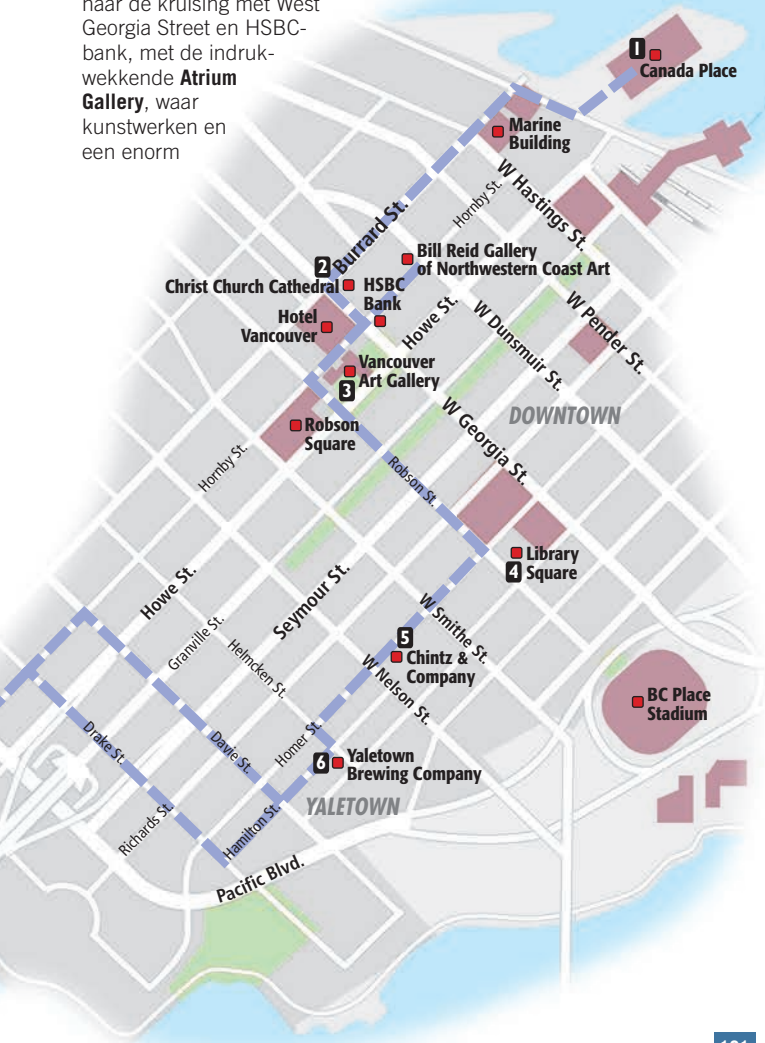 naar de kruising met West
Georgia Street en HSBC-
bank, met de indruk-
wekkende Atrium
Gallery, waar
kunstwerken en
een enorm
1
Canada Place
Marine
Building
W Hastings St.
Hornby St.
Burrard St.
2
Christ Church Cathedral
Bill Reid Gallery
of Northwestern Coast Art
HSBC
Bank
Hotel
Vancouver
Howe St.
W Dunsmuir St.
W Pender St.
Vancouver
Art Gallery
3
W Georgia St.
DOWNTOWN
Robson
Square
Hornby St.
Robson St.
Library
4 Square
Howe St.
Seymour St.
W Smithe St.
Granville St.
Helmcken St.
5
Chintz &
Company
W Nelson St.
BC Place
Stadium
Drake St.
Davie St.
Homer St.
6
Yaletown
Brewing Company
YALETOWN
Richards St.
Hamilton St.
Pacific Blvd.